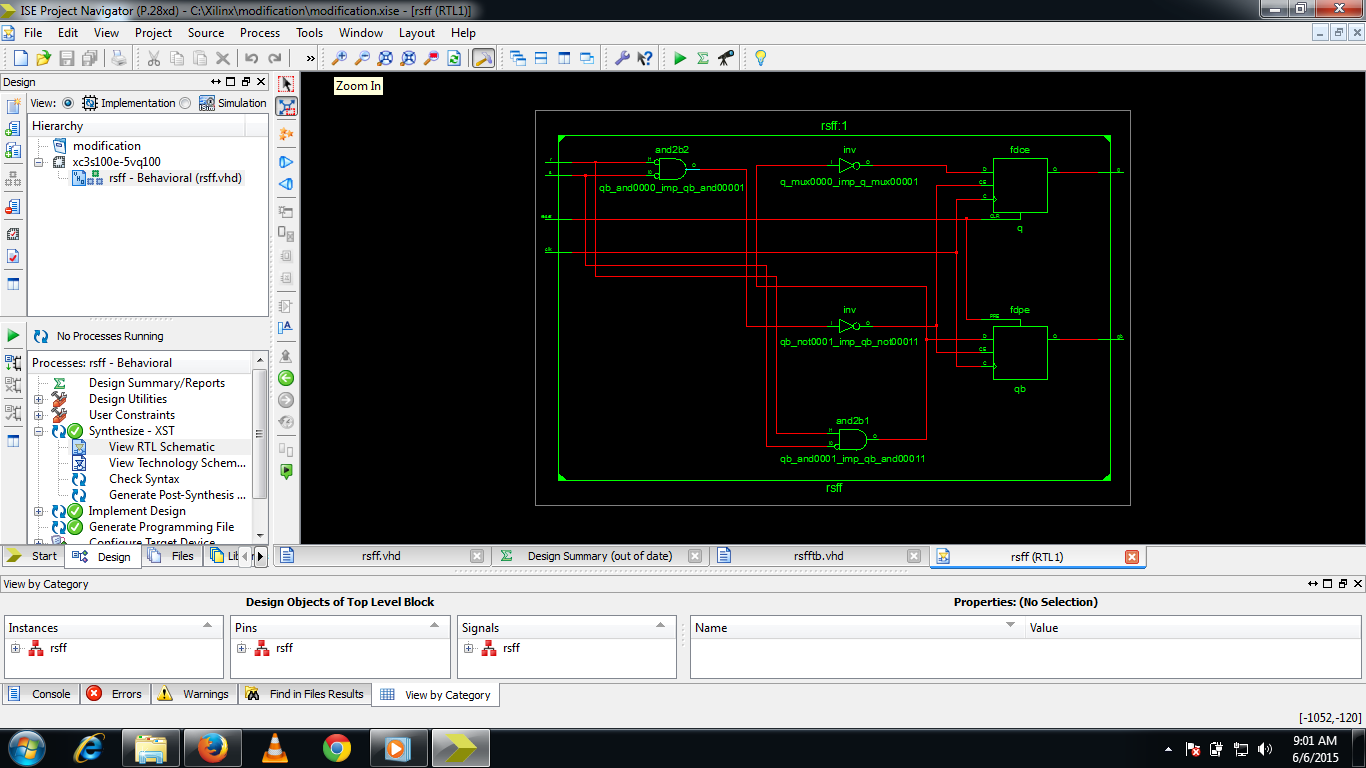 ISE Project Navigator (P.28xd) - C:\Xilinx\modification\modification.xise - [rsff (RTL1)]
File Edit View Project Source Process Tools Window Layout Help
»
Design
Zoom In
View: Implementation Simulation
Hierarchy
modification
xc3s100e-5vq100
rsff - Behavioral (rsff.vhd)
No Processes Running
Processes: rsff - Behavioral
Design Summary/Reports
Design Utilities
User Constraints
Synthesize - XST
View RTL Schematic
View Technology Schem...
Check Syntax
Generate Post-Synthesis ...
Implement Design
Generate Programming File
Configure Target Device
Start Design Files
rsff:1
and2b2
qb_and0000_imp_qb_and00001
inv
q_mux0000_imp_q_mux00001
fdce
D
CE
C
CLR
Q
q
inv
qb_not0001_imp_qb_not00011
fdpe
PRE
D
CE
C
Q
qb
and2b1
qb_and0001_imp_qb_and00011
clk
rsff
rsff.vhd Design Summary (out of date) rsfftb.vhd rsff (RTL1)
View by Category
Design Objects of Top Level Block Properties: (No Selection)
Instances Pins Signals Name Value
rsff rsff rsff
Console Errors Warnings Find in Files Results View by Category
[-1052,-120]
9:01 AM
6/6/2015